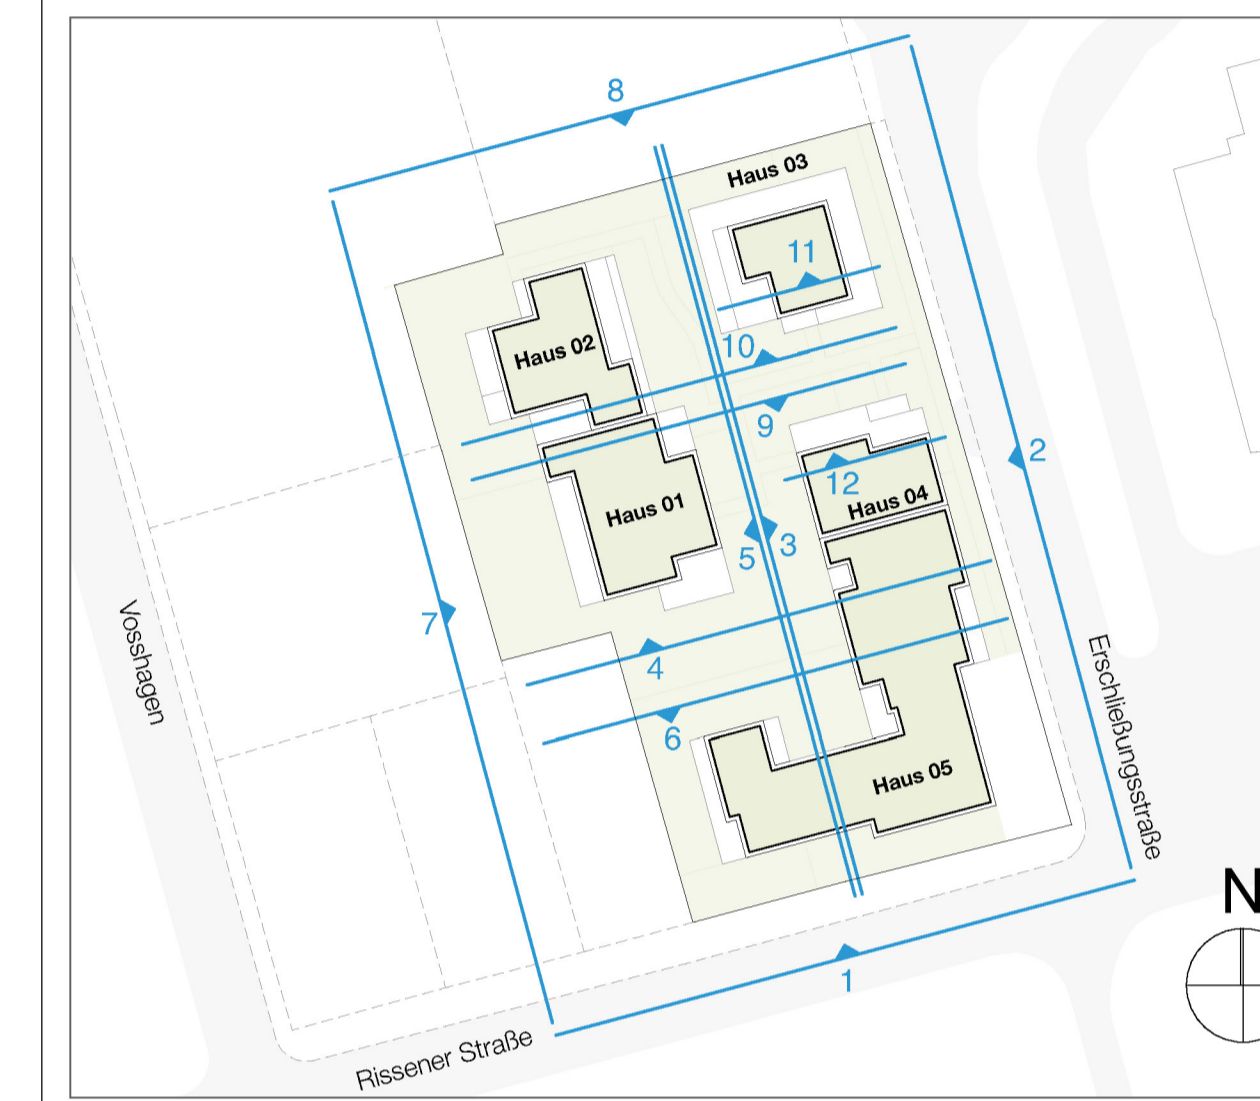 8
Haus 03
11
Haus 02
10
9
2
12
Haus 04
Haus 01
5
3
7
4
6
Vosshagen
Erschließungsstraße
Haus 05
N
1
Rissener Straße